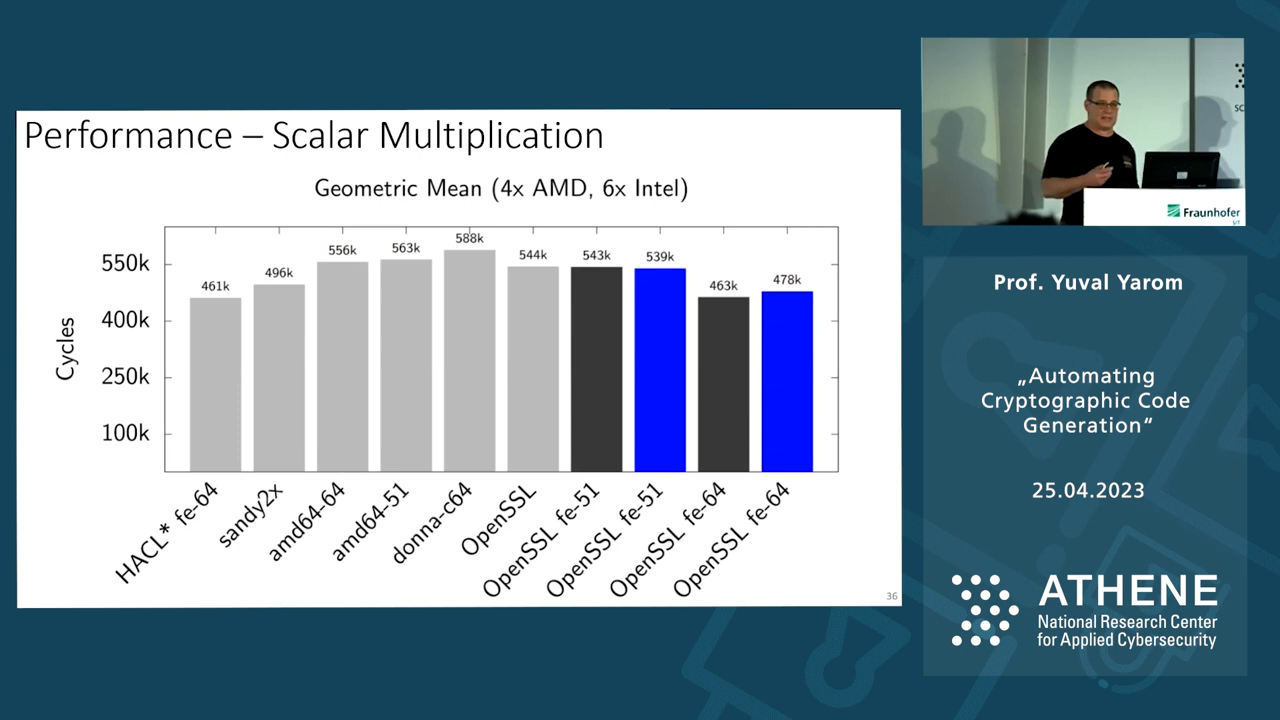 Performance – Scalar Multiplication
Geometric Mean (4x AMD, 6x Intel)
Cycles
550k
400k
250k
100k
461k
496k
556k
563k
588k
544k
543k
539k
463k
478k
HACL* fe-64
sandy2x
amd64-64
amd64-51
donna-c64
OpenSSL
OpenSSL fe-51
OpenSSL fe-51
OpenSSL fe-64
OpenSSL fe-64
36
SC
Fraunhofer
SIT
Prof. Yuval Yarom
„Automating
Cryptographic Code
Generation“
25.04.2023
ATHENE
National Research Center
for Applied Cybersecurity